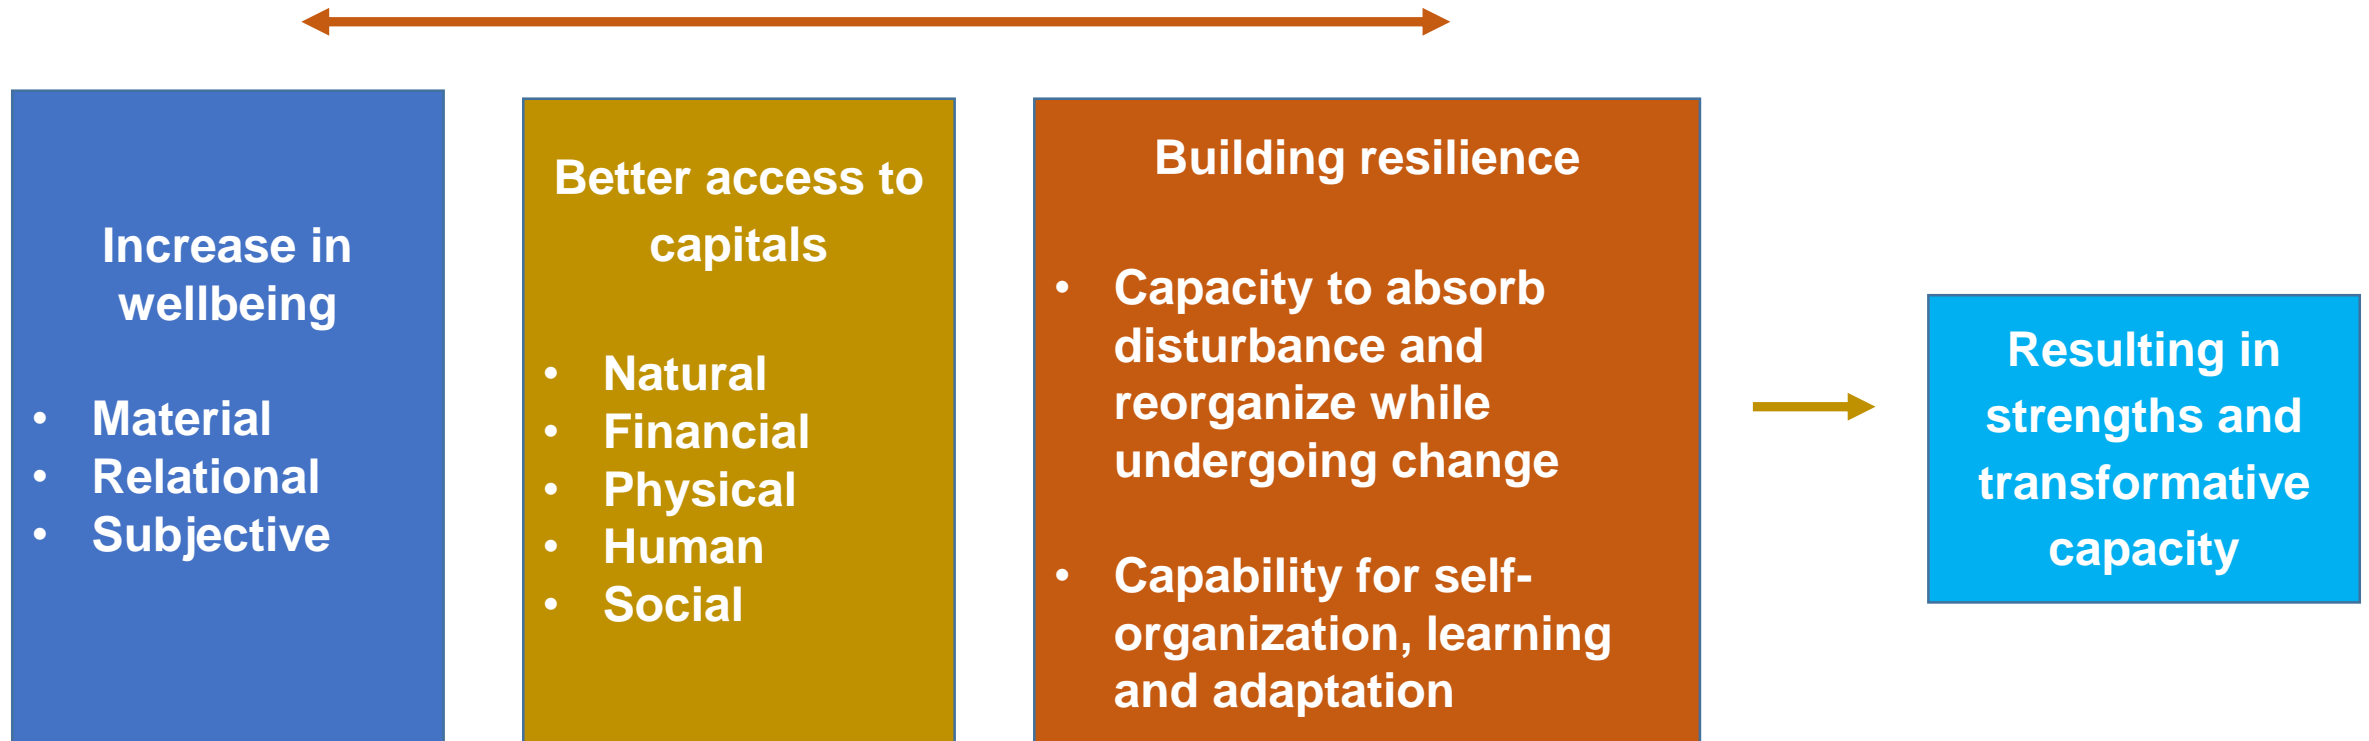 Increase in
wellbeing
• Material
• Relational
• Subjective
Better access to
capitals
• Natural
• Financial
• Physical
• Human
• Social
Building resilience
• Capacity to absorb
disturbance and
reorganize while
undergoing change
• Capability for self-
organization, learning
and adaptation
Resulting in
strengths and
transformative
capacity